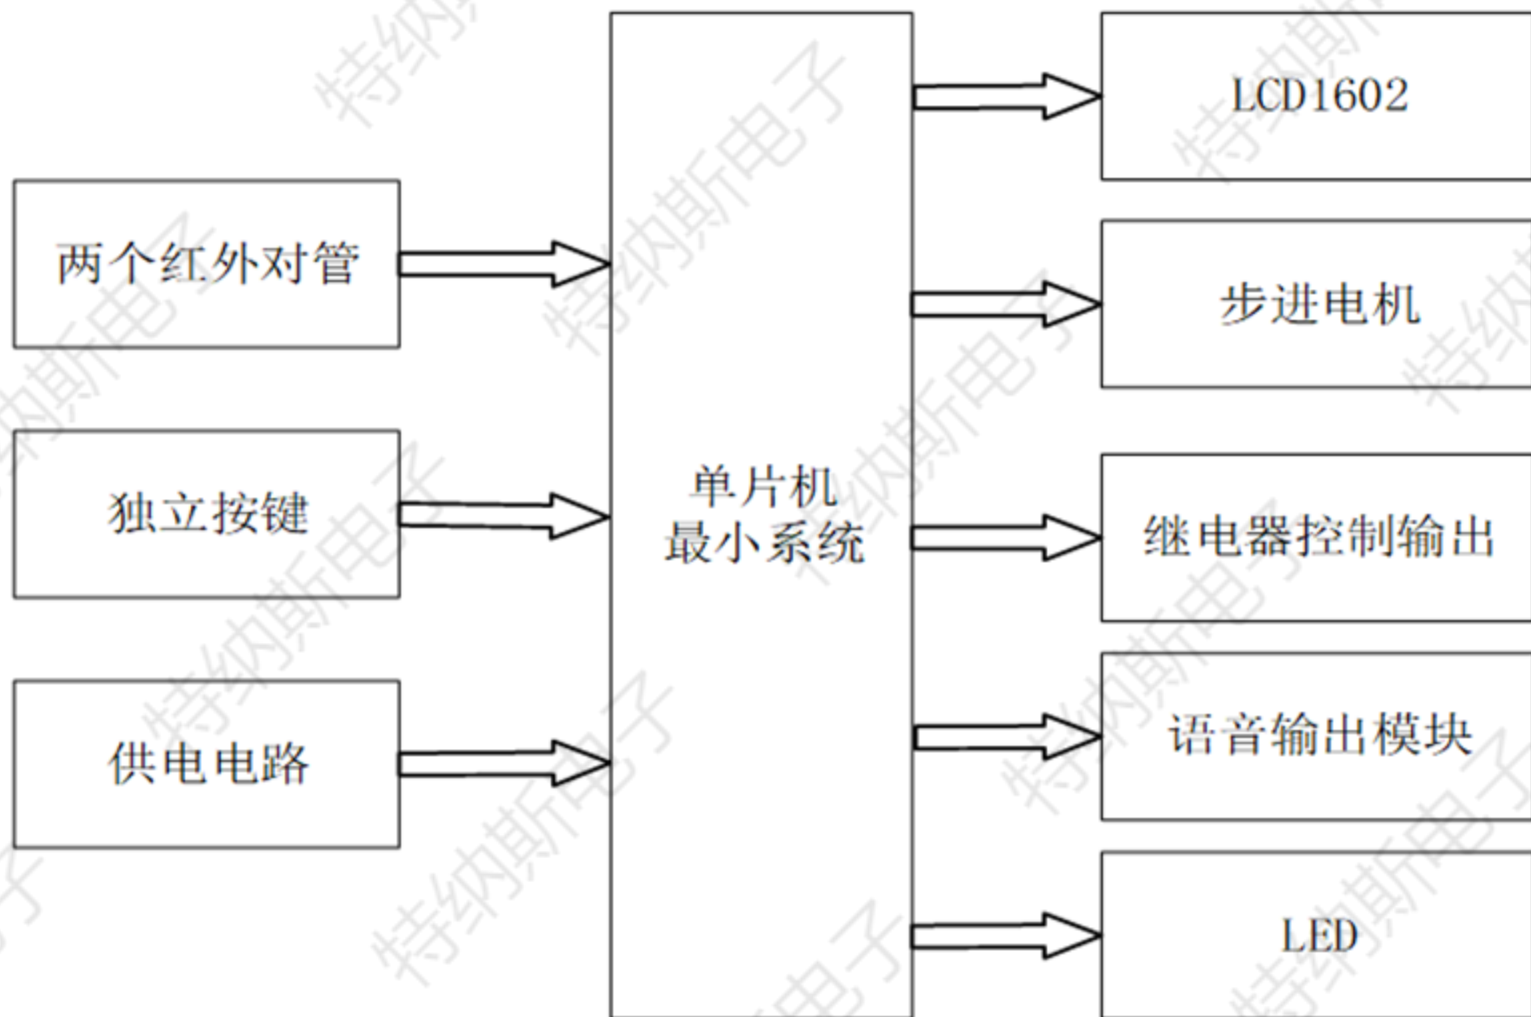 两个红外对管
独立按键
供电电路
单片机
最小系统
LCD1602
步进电机
继电器控制输出
语音输出模块
LED
特纳斯电子